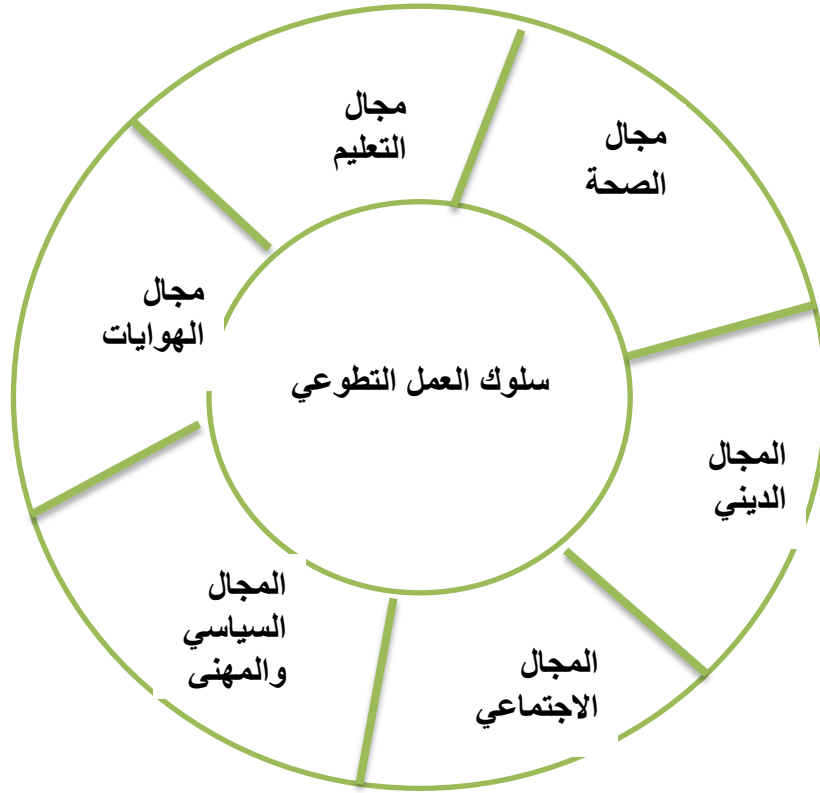 مجال
التعليم
مجال
الصحة
مجال
الهوايات
سلوك العمل التطوعي
المجال
الديني
المجال
السياسي
والمهنى
المجال
الاجتماعي